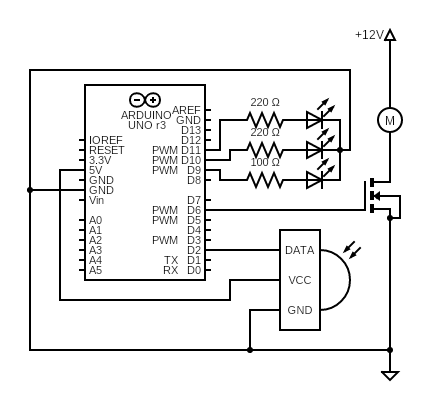 +12V
220 Ω
AREF
ARDUINO
GND
UNO r3
D13
M
D12
220 Ω
IOREF
RESET
PWM D11
3.3V
PWM D10
100 Ω
5V
PWM D9
GND
D8
GND
Vin
D7
PWM D6
A0
PWM D5
A1
D4
A2
PWM D3
A3
D2
DATA
A4
TX D1
A5
RX D0
VCC
GND